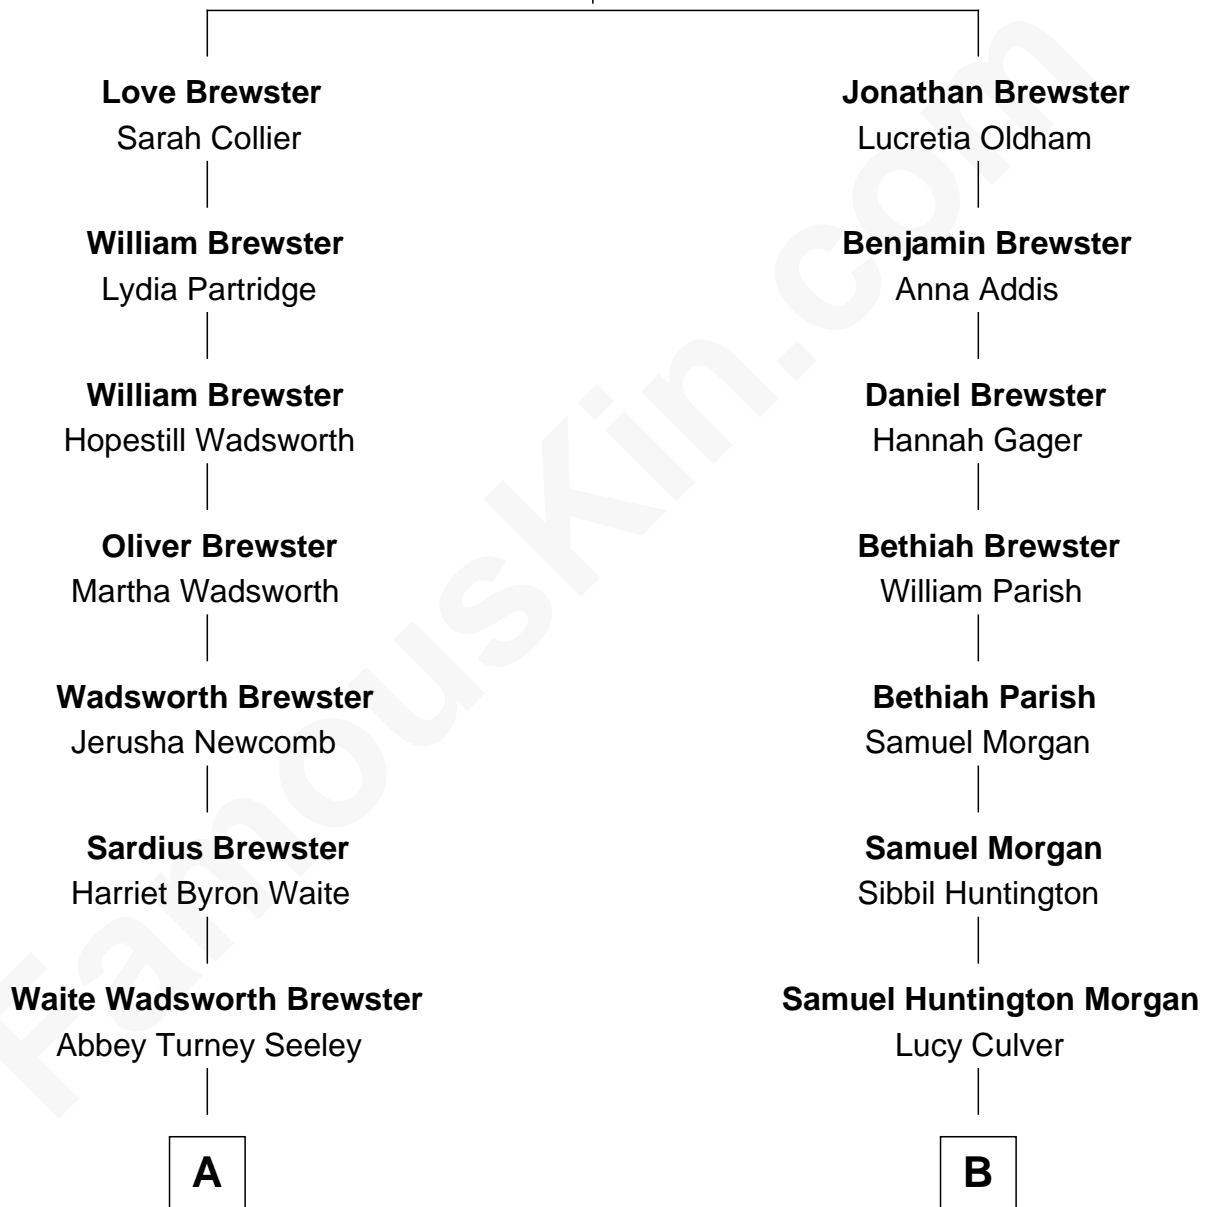 Love Brewster
Sarah Collier
William Brewster
Lydia Partridge
William Brewster
Hopestill Wadsworth
Oliver Brewster
Martha Wadsworth
Wadsworth Brewster
Jerusha Newcomb
Sardius Brewster
Harriet Byron Waite
Waite Wadsworth Brewster
Abbey Turney Seeley
A
Jonathan Brewster
Lucretia Oldham
Benjamin Brewster
Anna Addis
Daniel Brewster
Hannah Gager
Bethiah Brewster
William Parish
Bethiah Parish
Samuel Morgan
Samuel Morgan
Sibbil Huntington
Samuel Huntington Morgan
Lucy Culver
B
FamousKin.com